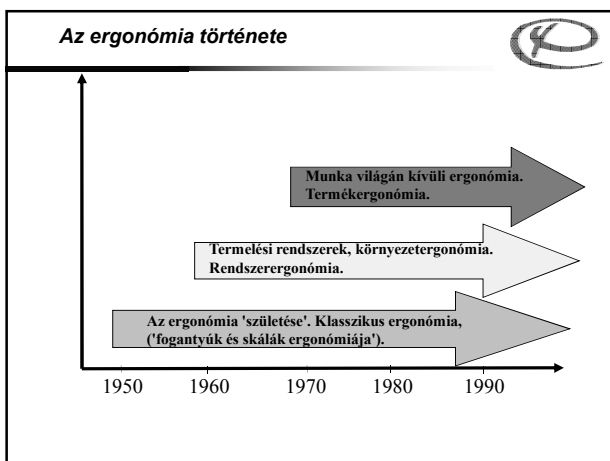 Az ergonómia története
Munka világán kívüli ergonómia.
Termékergonómia.
Termelési rendszerek, környezetergonómia.
Rendszerergonómia.
Az ergonómia 'születése'. Klasszikus ergonómia,
('fogantyúk és skálák ergonómiája').
1950 1960 1970 1980 1990